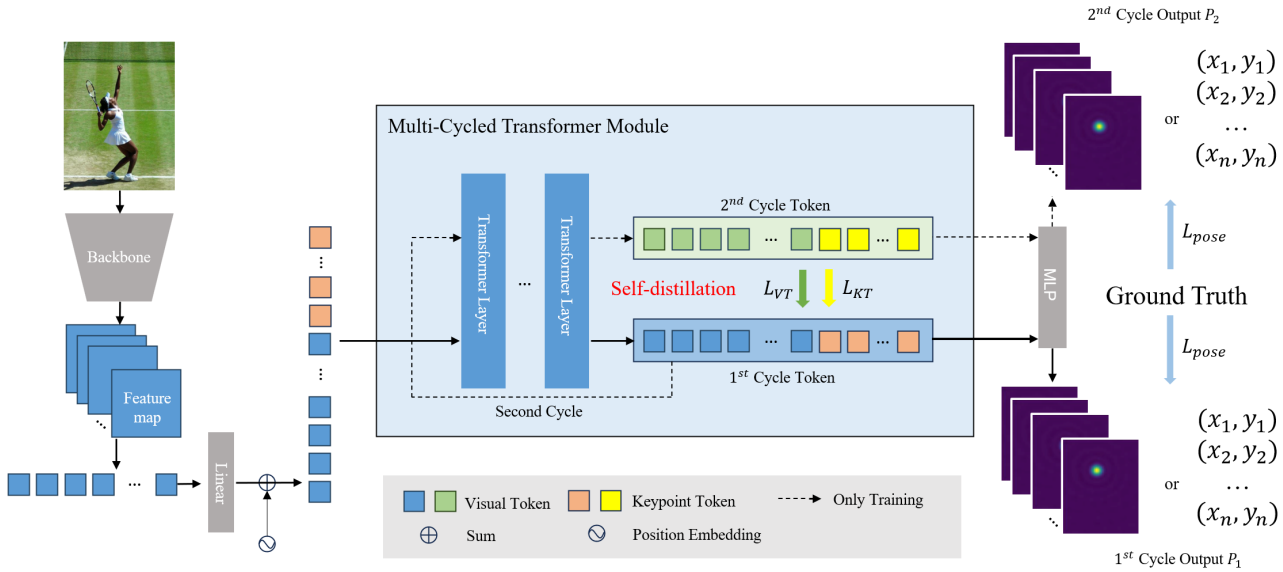 2nd Cycle Output P2
(x1, y1)
(x2, y2)
...
(xn, yn)
or
Multi-Cycled Transformer Module
Backbone
Feature
map
Linear
Transformer Layer
...
Transformer Layer
2nd Cycle Token
...
...
Self-distillation
LVT
LKT
...
...
1st Cycle Token
Second Cycle
MLP
Lpose
Ground Truth
Lpose
(x1, y1)
(x2, y2)
...
(xn, yn)
or
1st Cycle Output P1
Visual Token
Keypoint Token
Only Training
Sum
Position Embedding